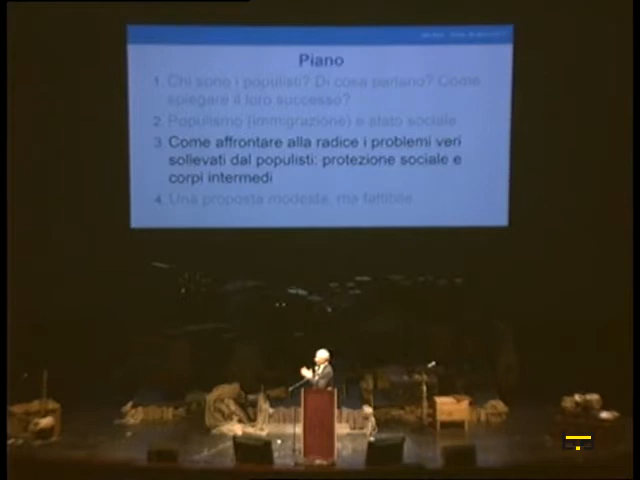 Piano
1. Chi sono i populisti? Di cosa parlano? Come
spiegare il loro successo?
2. Populismo (immigrazione) e stato sociale
3. Come affrontare alla radice i problemi veri
sollevati dal populisti: protezione sociale e
corpi intermedi
4. Una proposta modesta, ma fattibile